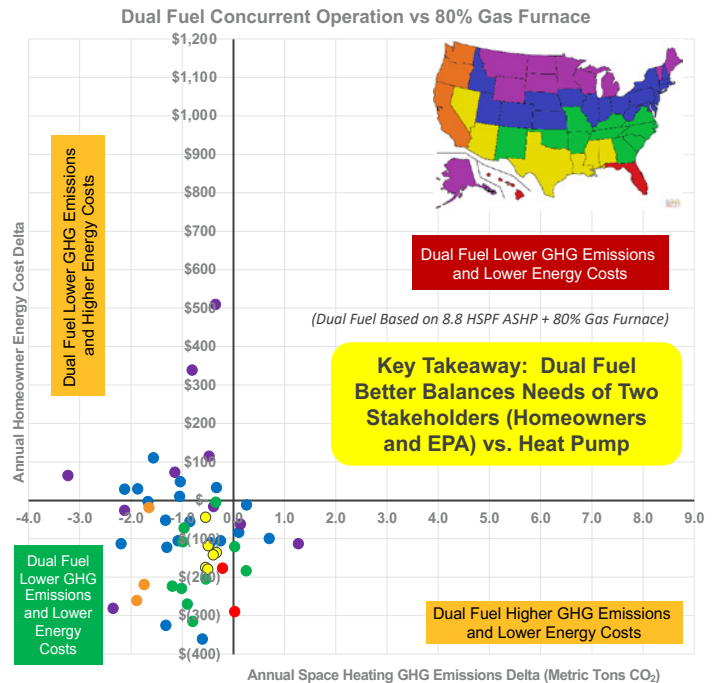 Dual Fuel Concurrent Operation vs 80% Gas Furnace
$1,200
$1,100
$1,000
$900
$800
$700
$600
$500
$400
$300
$200
$100
$-
$(100)
$(200)
$(300)
$(400)
-4.0 -3.0 -2.0 -1.0 0.0 1.0 2.0 3.0 4.0 5.0 6.0 7.0 8.0 9.0
Annual Homeowner Energy Cost Delta
Dual Fuel Lower GHG Emissions
and Higher Energy Costs
Dual Fuel Lower GHG Emissions
and Lower Energy Costs
(Dual Fuel Based on 8.8 HSPF ASHP + 80% Gas Furnace)
Key Takeaway: Dual Fuel
Better Balances Needs of Two
Stakeholders (Homeowners
and EPA) vs. Heat Pump
Dual Fuel
Lower GHG
Emissions
and Lower
Energy
Costs
Dual Fuel Higher GHG Emissions
and Lower Energy Costs
Annual Space Heating GHG Emissions Delta (Metric Tons CO₂)